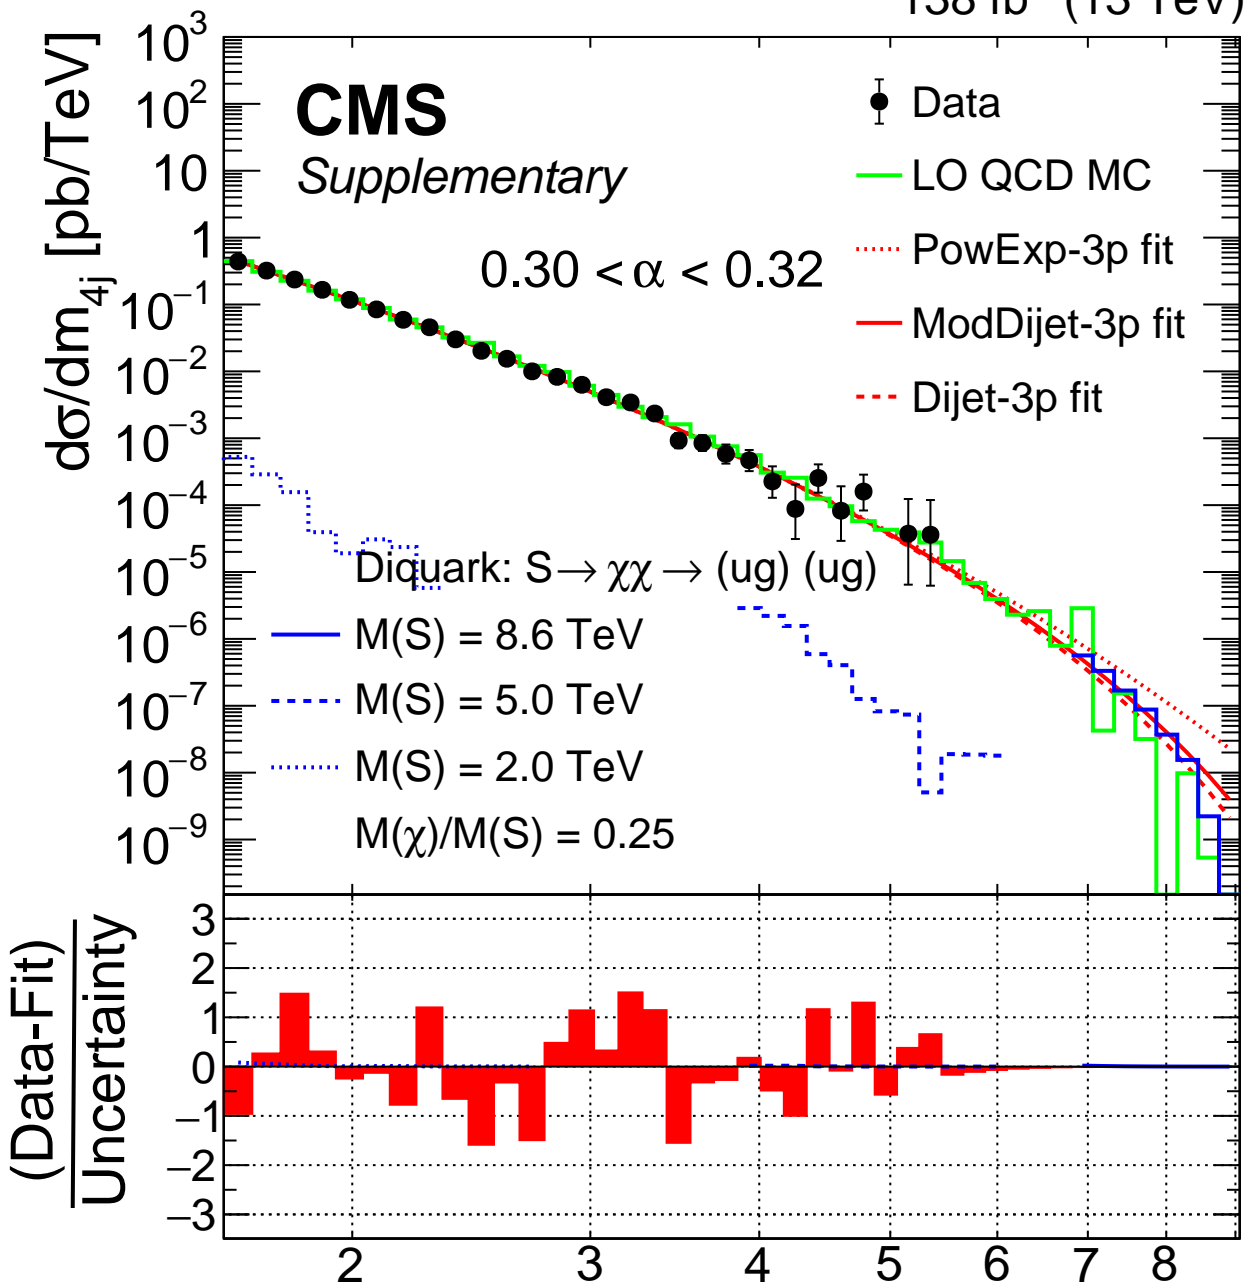 138 fb (13 TeV)
dσ/dm4j [pb/TeV]
10³
10²
10
1
10⁻¹
10⁻²
10⁻³
10⁻⁴
10⁻⁵
10⁻⁶
10⁻⁷
10⁻⁸
10⁻⁹
CMS
Supplementary
0.30 < α < 0.32
Data
LO QCD MC
PowExp-3p fit
ModDijet-3p fit
Dijet-3p fit
Diquark: S→ χχ → (ug) (ug)
M(S) = 8.6 TeV
M(S) = 5.0 TeV
M(S) = 2.0 TeV
M(χ)/M(S) = 0.25
(Data-Fit)
Uncertainty
3
2
1
0
−1
−2
−3
2 3 4 5 6 7 8